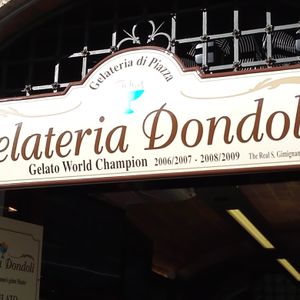 Gelateria di Piazza
elateria Dondol
Gelato World Champion 2006/2007 - 2008/2009
The Real S. Gimignan
Dondoli